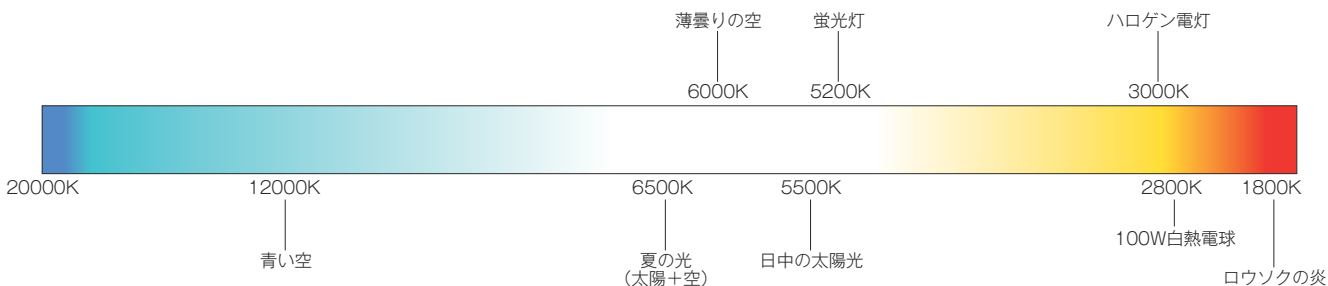 薄曇りの空 蛍光灯 ハロゲン電灯
6000K 5200K 3000K
20000K 12000K 6500K 5500K 2800K 1800K
100W白熱電球
青い空 夏の光 日中の太陽光
(太陽+空) ロウソクの炎